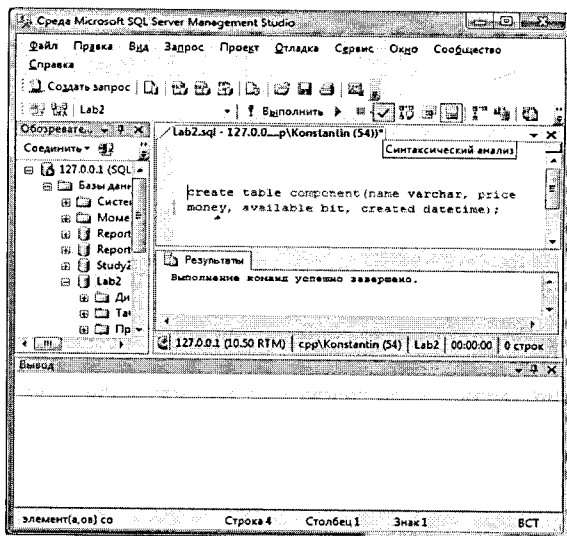 Среда Microsoft SQL Server Management Studio
Файл Правка Вид Запрос Проект Отладка Сервис Окно Сообщество
Справка
Создать запрос
Lab2 Выполнить
Обозревате... Lab2.sql - 127.0.0....p\Konstantin (54))*
Соединить Синтаксический анализ
127.0.0.1 (SQL
Базы данн
Систе
Моме
Report
Report
Study2
Lab2
Ди
Таб
Пр
create table component(name varchar, price
money, available bit, created datetime);
Результаты
Выполнение команд успешно завершено.
127.0.0.1 (10.50 RTM) cpp\Konstantin (54) Lab2 00:00:00 0 строк
Вывод
элемент(а,ов) со Строка 4 Столбец 1 Знак 1 ВСТ